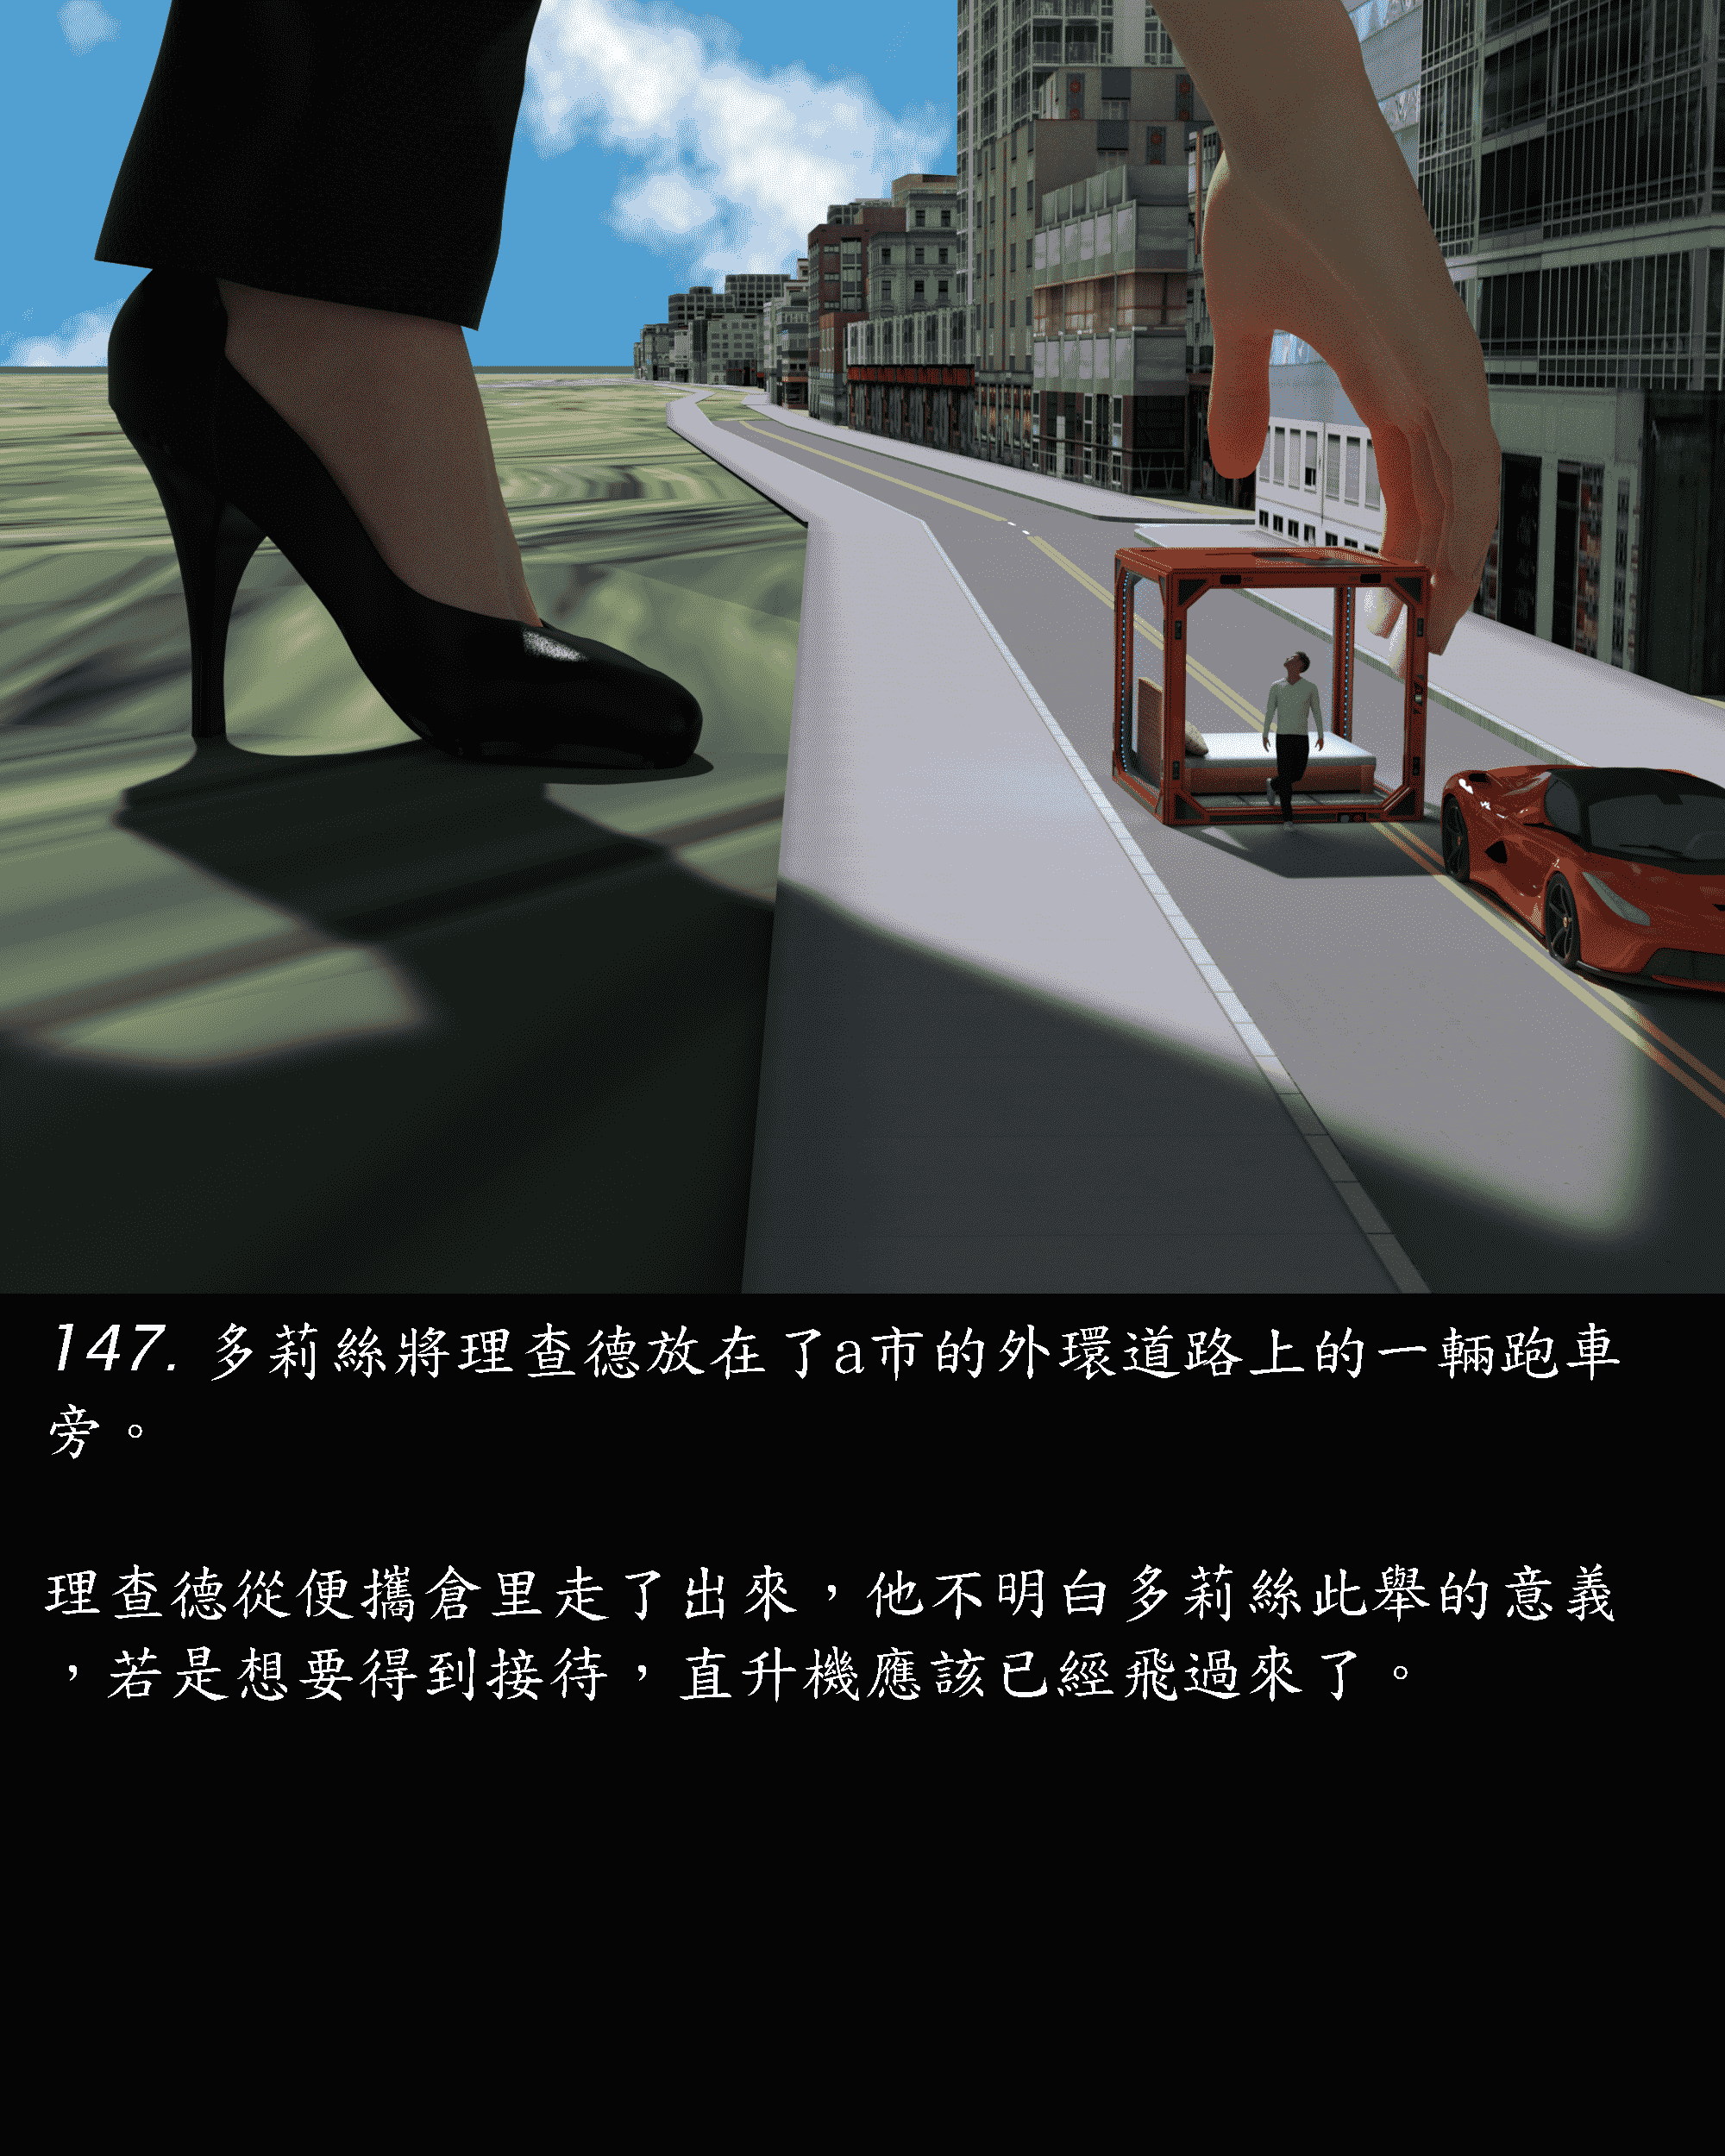 147. 多莉絲將理查德放在了a市的外環道路上的一輛跑車
旁。
理查德從便攜倉里走了出來，他不明白多莉絲此舉的意義
，若是想要得到接待，直升機應該已經飛過來了。